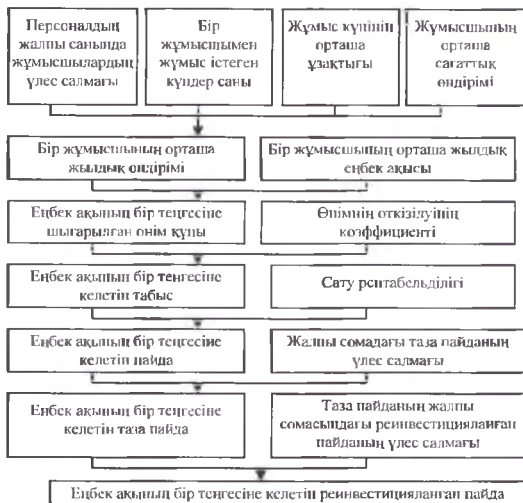 Персоналдың
жалпы санында
жұмысшылардың
үлес салмағы
Бір
жұмысшымен
жұмыс істеген
күндер саны
Жұмыс күнінің
орташа
ұзақтығы
Жұмысшының
орташа
сағаттық
өндірімі
Бір жұмысшының орташа
жылдық өндірімі
Бір жұмысшының орташа жылдық
еңбек ақысы
Еңбек ақының бір теңгесіне
шығарылған өнім құны
Өнімнің өткізілуінің
коэффициенті
Еңбек ақының бір теңгесіне
келетін табыс
Сату рентабельділігі
Еңбек ақының бір теңгесіне
келетін пайда
Жалпы сомадағы таза пайданың
үлес салмағы
Еңбек ақының бір теңгесіне
келетін таза пайда
Таза пайданың жалпы
сомасындағы реинвестицияланған
пайданың үлес салмағы
Еңбек ақының бір теңгесіне келетін реинвестицияланған пайда